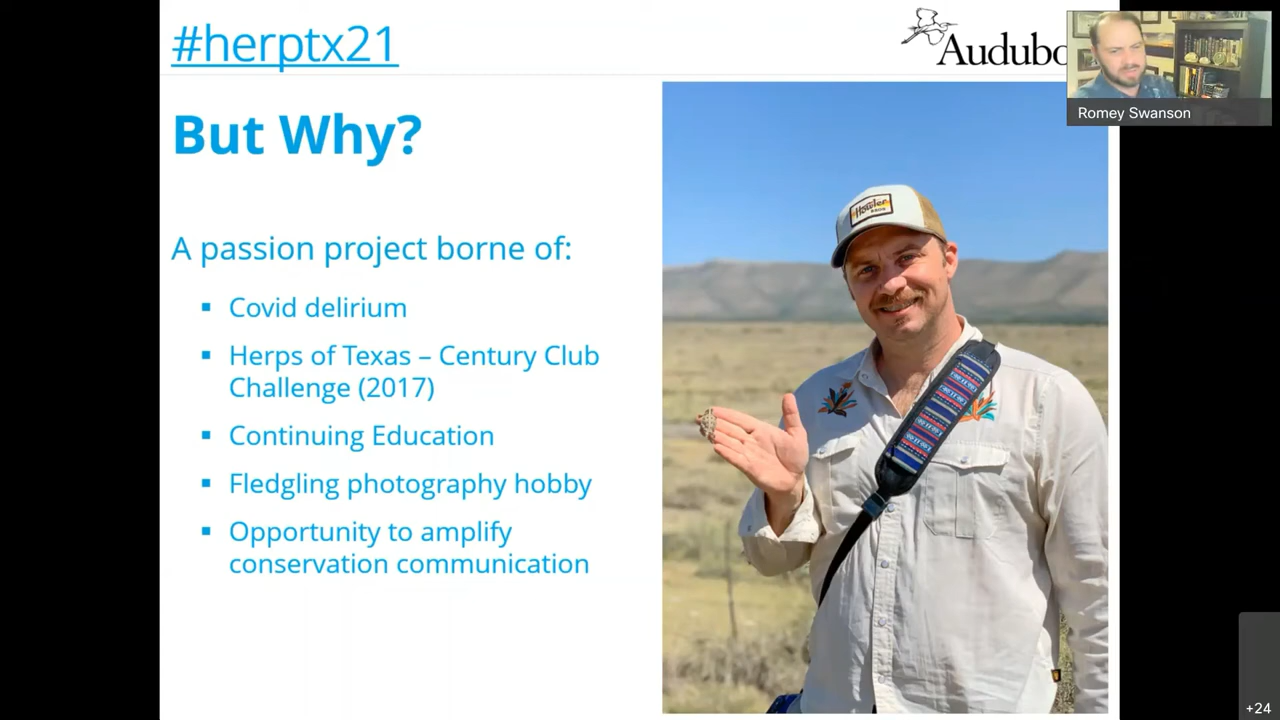 #herptx21
Audubo
Romey Swanson
But Why?
A passion project borne of:
Covid delirium
Herps of Texas – Century Club
Challenge (2017)
Continuing Education
Fledgling photography hobby
Opportunity to amplify
conservation communication
Howler
+24